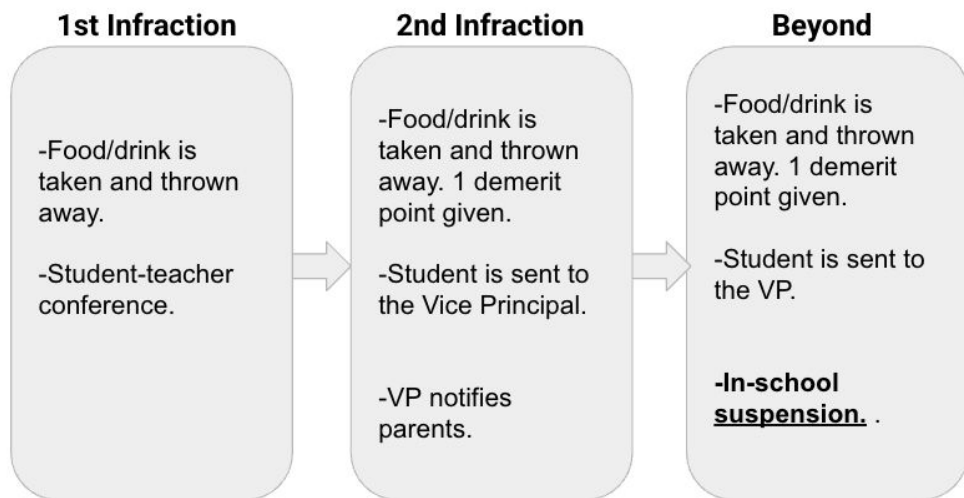 1st Infraction
-Food/drink is
taken and thrown
away.
-Student-teacher
conference.
2nd Infraction
-Food/drink is
taken and thrown
away. 1 demerit
point given.
-Student is sent to
the Vice Principal.
-VP notifies
parents.
Beyond
-Food/drink is
taken and thrown
away. 1 demerit
point given.
-Student is sent to
the VP.
-In-school
suspension. .